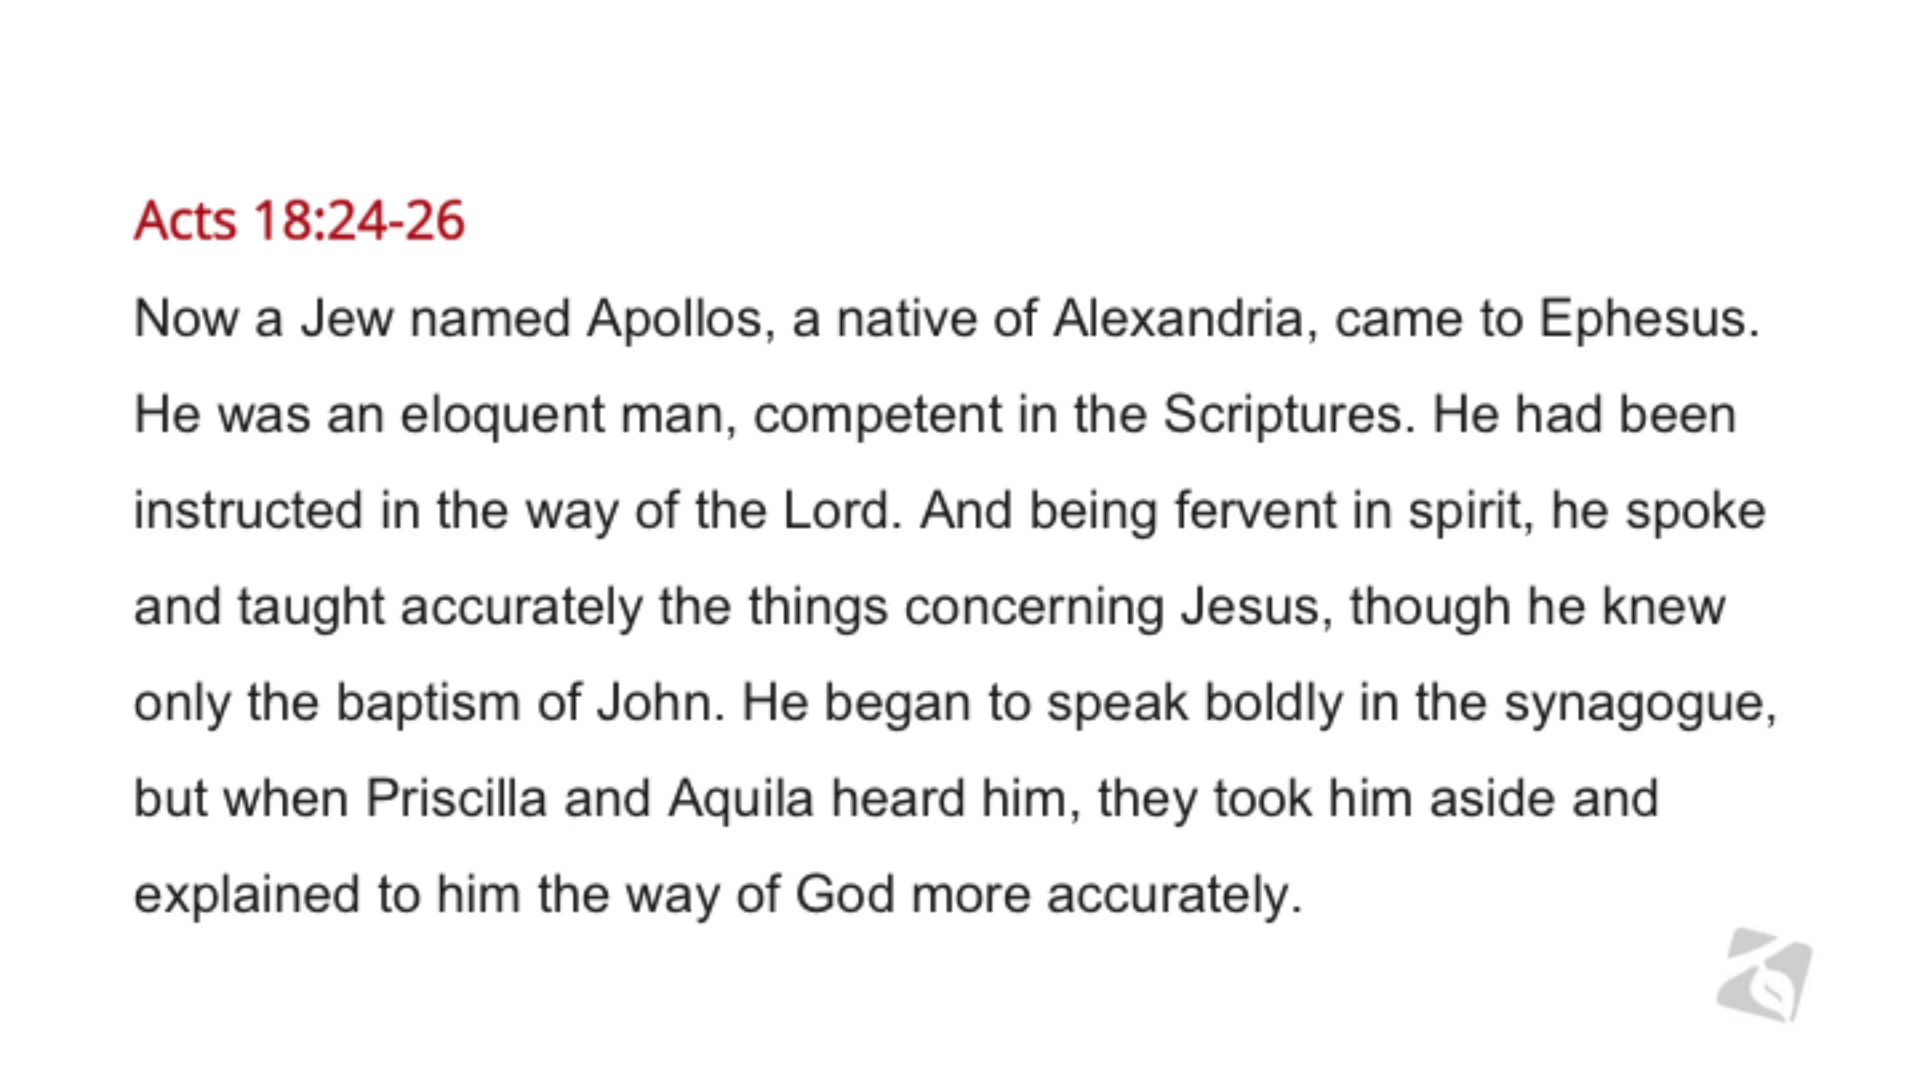 Acts 18:24-26
Now a Jew named Apollos, a native of Alexandria, came to Ephesus.
He was an eloquent man, competent in the Scriptures. He had been
instructed in the way of the Lord. And being fervent in spirit, he spoke
and taught accurately the things concerning Jesus, though he knew
only the baptism of John. He began to speak boldly in the synagogue,
but when Priscilla and Aquila heard him, they took him aside and
explained to him the way of God more accurately.